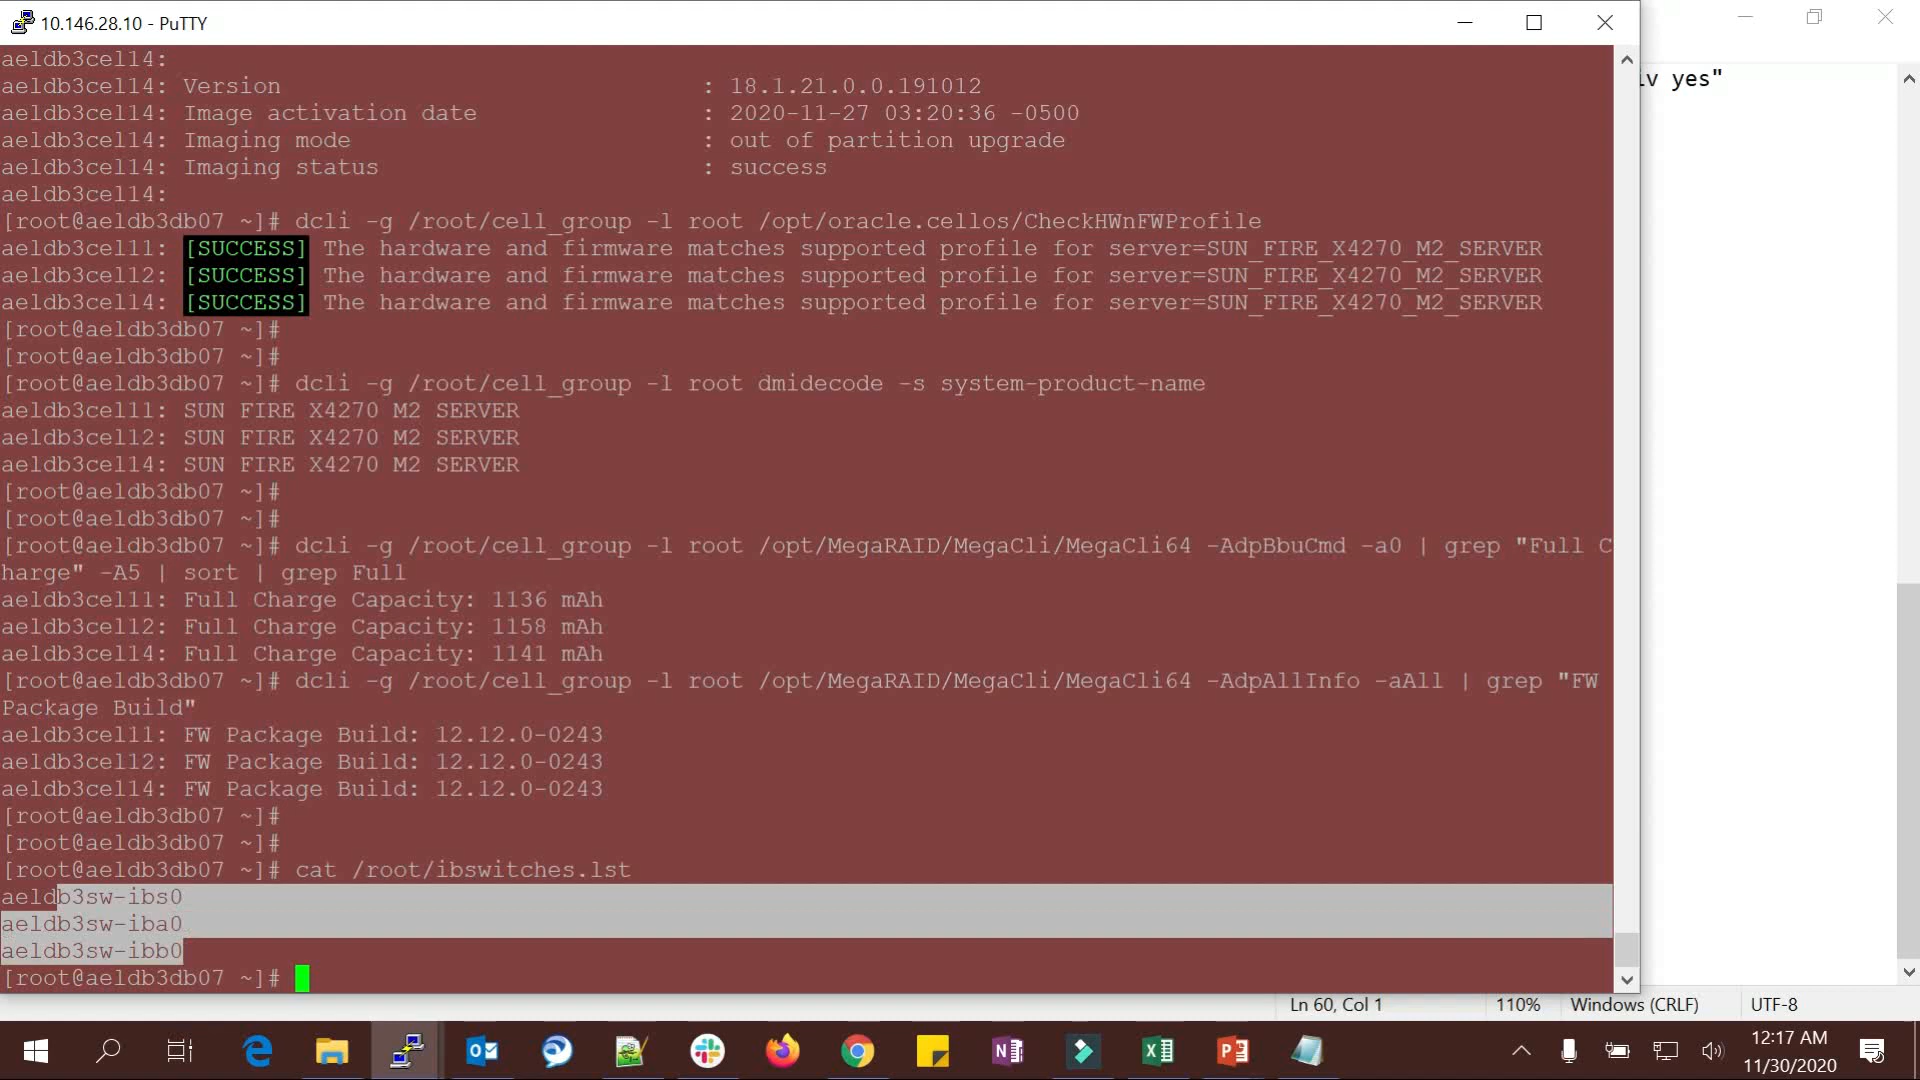 10.146.28.10 - PuTTY
aeldb3cel14:
aeldb3cel14: Version : 18.1.21.0.0.191012
aeldb3cel14: Image activation date : 2020-11-27 03:20:36 -0500
aeldb3cel14: Imaging mode : out of partition upgrade
aeldb3cel14: Imaging status : success
aeldb3cel14:
[root@aeldb3db07 ~]# dcli -g /root/cell_group -l root /opt/oracle.cellos/CheckHWnFWProfile
aeldb3cel11: [SUCCESS] The hardware and firmware matches supported profile for server=SUN_FIRE_X4270_M2_SERVER
aeldb3cel12: [SUCCESS] The hardware and firmware matches supported profile for server=SUN_FIRE_X4270_M2_SERVER
aeldb3cel14: [SUCCESS] The hardware and firmware matches supported profile for server=SUN_FIRE_X4270_M2_SERVER
[root@aeldb3db07 ~]#
[root@aeldb3db07 ~]#
[root@aeldb3db07 ~]# dcli -g /root/cell_group -l root dmidecode -s system-product-name
aeldb3cel11: SUN FIRE X4270 M2 SERVER
aeldb3cel12: SUN FIRE X4270 M2 SERVER
aeldb3cel14: SUN FIRE X4270 M2 SERVER
[root@aeldb3db07 ~]#
[root@aeldb3db07 ~]#
[root@aeldb3db07 ~]# dcli -g /root/cell_group -l root /opt/MegaRAID/MegaCli/MegaCli64 -AdpBbuCmd -a0 | grep "Full C
harge" -A5 | sort | grep Full
aeldb3cel11: Full Charge Capacity: 1136 mAh
aeldb3cel12: Full Charge Capacity: 1158 mAh
aeldb3cel14: Full Charge Capacity: 1141 mAh
[root@aeldb3db07 ~]# dcli -g /root/cell_group -l root /opt/MegaRAID/MegaCli/MegaCli64 -AdpAllInfo -aAll | grep "FW
Package Build"
aeldb3cel11: FW Package Build: 12.12.0-0243
aeldb3cel12: FW Package Build: 12.12.0-0243
aeldb3cel14: FW Package Build: 12.12.0-0243
[root@aeldb3db07 ~]#
[root@aeldb3db07 ~]#
[root@aeldb3db07 ~]# cat /root/ibswitches.lst
aeldb3sw-ibs0
aeldb3sw-iba0
aeldb3sw-ibb0
[root@aeldb3db07 ~]#
iv yes"
Ln 60, Col 1 110% Windows (CRLF) UTF-8
12:17 AM
11/30/2020